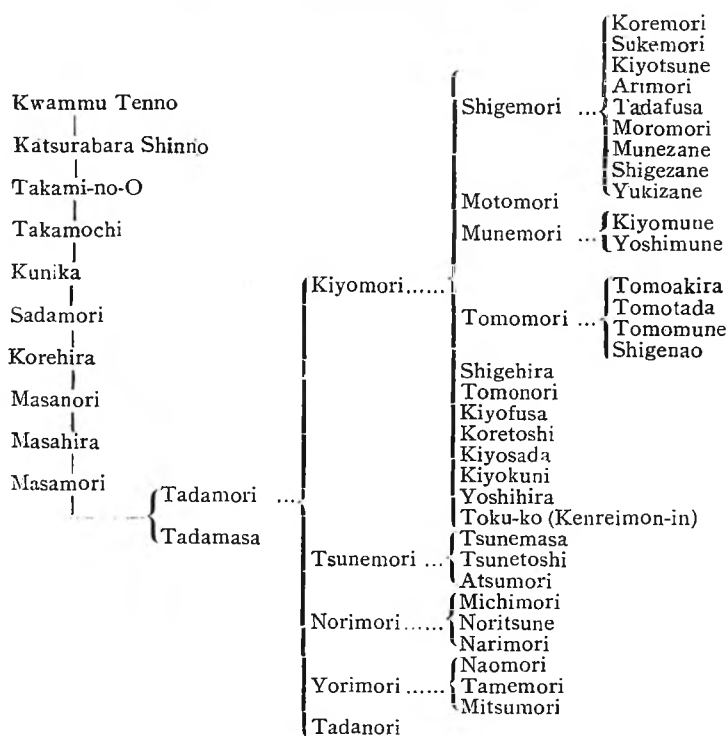 Kwammu Tenno
Katsurabara Shinno
Takami-no-O
Takamochi
Kunika
Sadamori
Korehira
Masanori
Masahira
Masamori
Tadamori ...
Tadamasa
Kiyomori......
Tsunemori ...
Norimori......
Yorimori ......
Tadanori
Shigemori ...
Motomori
Munemori ...
Tomomori ...
Shigehira
Tomonori
Kiyofusa
Koretoshi
Kiyosada
Kiyokuni
Yoshihira
Toku-ko (Kenreimon-in)
Tsunemasa
Tsunetoshi
Atsumori
Michimori
Noritsune
Narimori
Naomori
Tamemori
Mitsumori
Koremori
Sukemori
Kiyotsune
Arimori
Tadafusa
Moromori
Munezane
Shigezane
Yukizane
Kiyomune
Yoshimune
Tomoakira
Tomotada
Tomomune
Shigenao